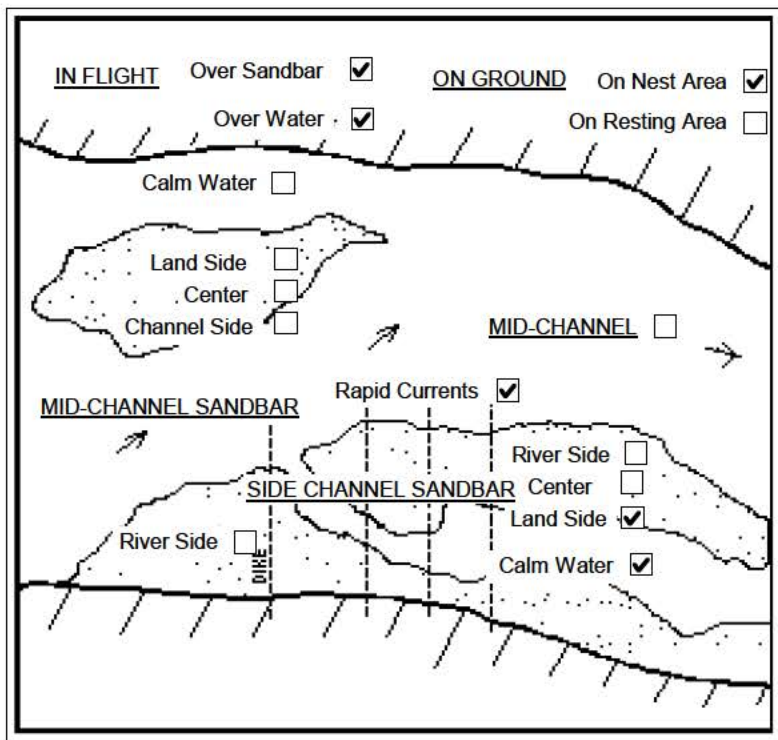 IN FLIGHT
Over Sandbar
ON GROUND
On Nest Area
Over Water
On Resting Area
Calm Water
Land Side
Center
Channel Side
MID-CHANNEL
Rapid Currents
MID-CHANNEL SANDBAR
River Side
SIDE CHANNEL SANDBAR
Center
Land Side
River Side
DIKE
Calm Water